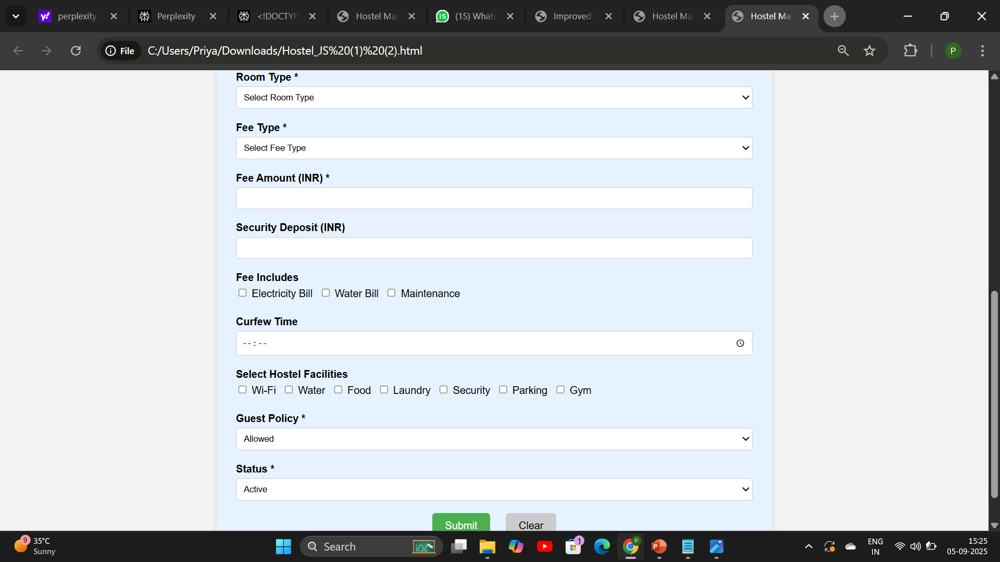 perplexity
Perplexity
<!DOCTYP
Hostel Mas
15
(15) Whats
Improved
Hostel Mas
Hostel Mas
File
C:/Users/Priya/Downloads/Hostel_JS%20(1)%20(2).html
P
Room Type *
Select Room Type
Fee Type *
Select Fee Type
Fee Amount (INR) *
Security Deposit (INR)
Fee Includes
Electricity Bill Water Bill Maintenance
Curfew Time
--:--
Select Hostel Facilities
Wi-Fi Water Food Laundry Security Parking Gym
Guest Policy *
Allowed
Status *
Active
Submit Clear
9
35°C
Sunny
Search
1
P
P
ENG
IN
15:25
05-09-2025